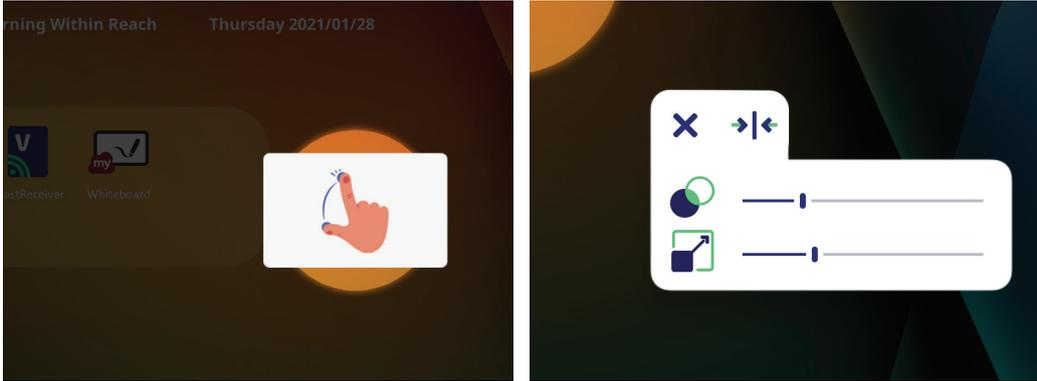 rning Within Reach
Thursday 2021/01/28
V
my
astReceiver
Whiteboard